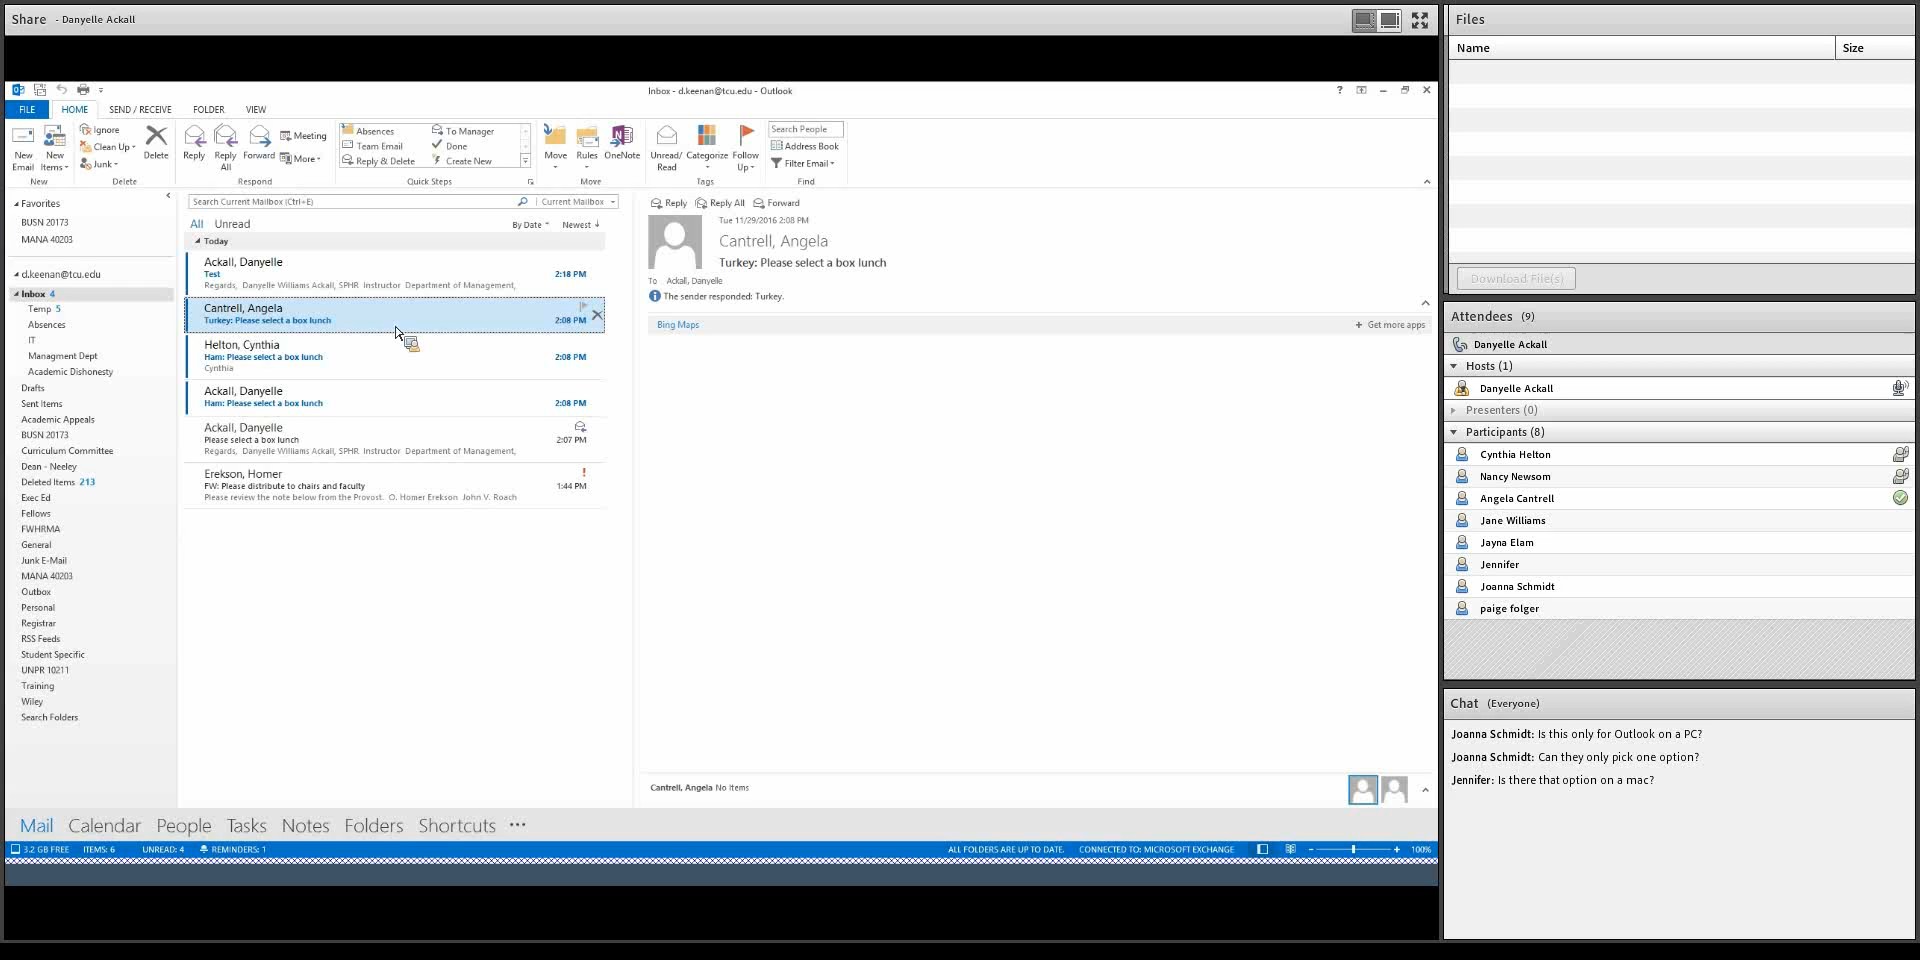 Share - Danyelle Ackall
Inbox - d.keenan@tcu.edu - Outlook
FILE HOME SEND / RECEIVE FOLDER VIEW
New Email
New Items
New
Ignore
Clean Up
Junk
Delete
Delete
Reply
Reply All
Forward
Meeting
More
Respond
Absences To Manager
Team Email Done
Reply & Delete Create New
Quick Steps
Move
Rules
OneNote
Move
Unread/ Read
Categorize
Follow Up
Tags
Search People
Address Book
Filter Email
Find
Favorites
BUSN 20173
MANA 40203
d.keenan@tcu.edu
Inbox 4
Temp 5
Absences
IT
Managment Dept
Academic Dishonesty
Drafts
Sent Items
Academic Appeals
BUSN 20173
Curriculum Committee
Dean - Neeley
Deleted Items 213
Exec Ed
Fellows
FWHRMA
General
Junk E-Mail
MANA 40203
Outbox
Personal
Registrar
RSS Feeds
Student Specific
UNPR 10211
Training
Wiley
Search Folders
Search Current Mailbox (Ctrl+E) Current Mailbox
All Unread By Date Newest
Today
Ackall, Danyelle
Test 2:18 PM
Regards, Danyelle Williams Ackall, SPHR Instructor Department of Management,
Cantrell, Angela
Turkey: Please select a box lunch 2:08 PM
Helton, Cynthia
Ham: Please select a box lunch 2:08 PM
Cynthia
Ackall, Danyelle
Ham: Please select a box lunch 2:08 PM
Ackall, Danyelle
Please select a box lunch 2:07 PM
Regards, Danyelle Williams Ackall, SPHR Instructor Department of Management,
Erekson, Homer !
FW: Please distribute to chairs and faculty 1:44 PM
Please review the note below from the Provost. O. Homer Erekson John V. Roach
Reply Reply All Forward
Tue 11/29/2016 2:08 PM
Cantrell, Angela
Turkey: Please select a box lunch
To Ackall, Danyelle
The sender responded: Turkey.
Bing Maps + Get more apps
Cantrell, Angela No Items
Mail Calendar People Tasks Notes Folders Shortcuts ···
3.2 GB FREE ITEMS: 6 UNREAD: 4 REMINDERS: 1 ALL FOLDERS ARE UP TO DATE. CONNECTED TO: MICROSOFT EXCHANGE 100%
Files
Name Size
Download File(s)
Attendees (9)
Danyelle Ackall
Hosts (1)
Danyelle Ackall
Presenters (0)
Participants (8)
Cynthia Helton
Nancy Newsom
Angela Cantrell
Jane Williams
Jayna Elam
Jennifer
Joanna Schmidt
paige folger
Chat (Everyone)
Joanna Schmidt: Is this only for Outlook on a PC?
Joanna Schmidt: Can they only pick one option?
Jennifer: Is there that option on a mac?